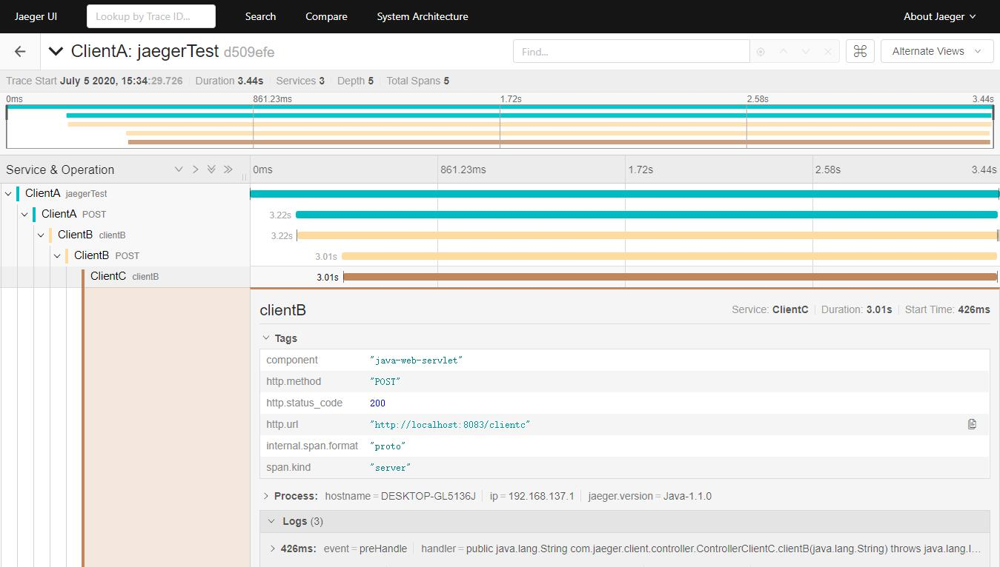 Jaeger UI Lookup by Trace ID... Search Compare System Architecture About Jaeger
ClientA: jaegerTest d509efe Find... ⌘ Alternate Views
Trace Start July 5 2020, 15:34:29.726 Duration 3.44s Services 3 Depth 5 Total Spans 5
0ms 861.23ms 1.72s 2.58s 3.44s
Service & Operation 0ms 861.23ms 1.72s 2.58s 3.44s
ClientA jaegerTest
ClientA POST 3.22s
ClientB clientB 3.22s
ClientB POST 3.01s
ClientC clientB 3.01s
clientB Service: ClientC Duration: 3.01s Start Time: 426ms
Tags
component "java-web-servlet"
http.method "POST"
http.status_code 200
http.url "http://localhost:8083/clientc"
internal.span.format "proto"
span.kind "server"
Process: hostname = DESKTOP-GL5136J ip = 192.168.137.1 jaeger.version = Java-1.1.0
Logs (3)
426ms: event = preHandle handler = public java.lang.String com.jaeger.client.controller.ControllerClientC.clientB(java.lang.String) throws java.lang.I...